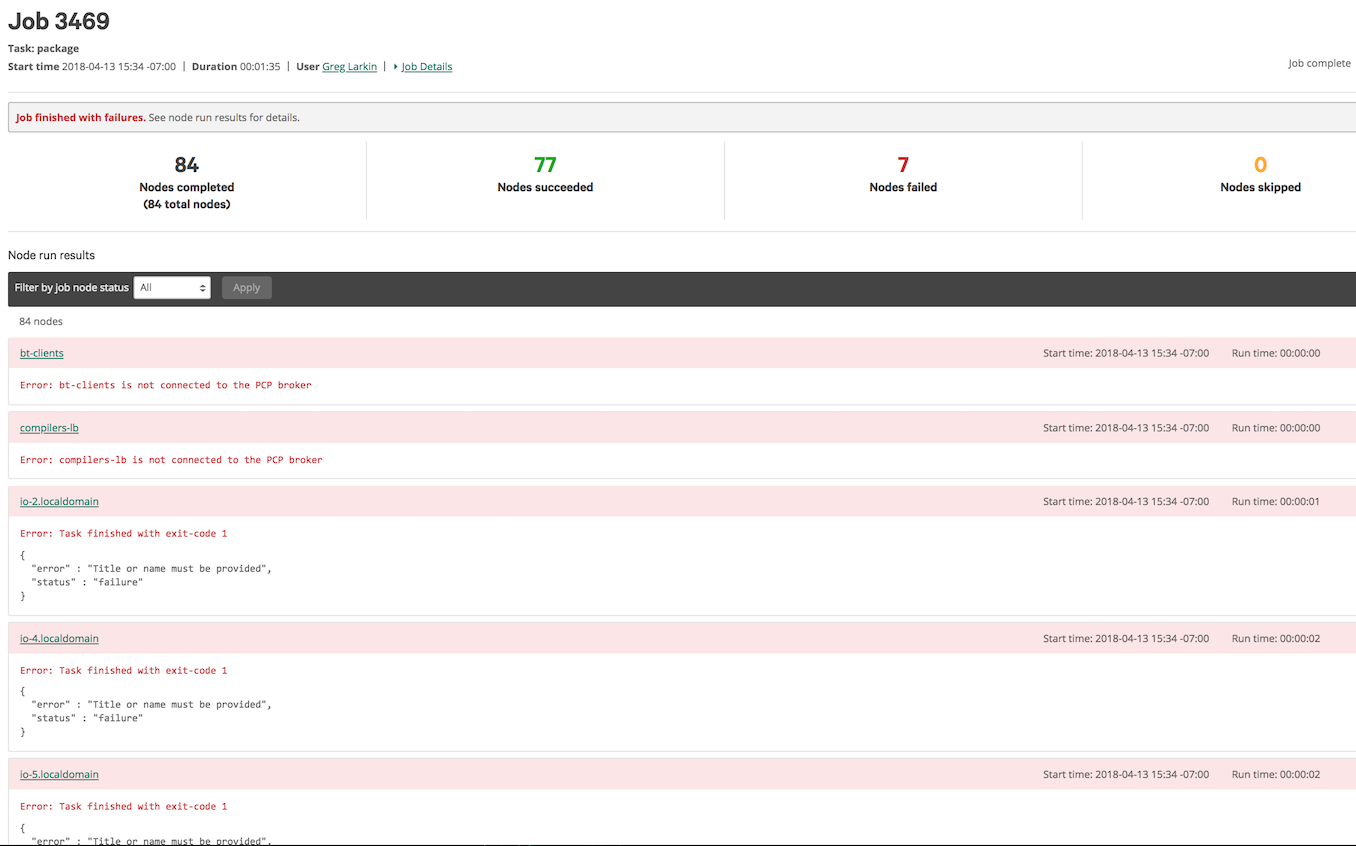 Job 3469
Task: package
Start time 2018-04-13 15:34 -07:00 | Duration 00:01:35 | User Greg Larkin | Job Details
Job complete
Job finished with failures. See node run results for details.
84
Nodes completed
(84 total nodes)
77
Nodes succeeded
7
Nodes failed
0
Nodes skipped
Node run results
Filter by job node status All Apply
84 nodes
bt-clients Start time: 2018-04-13 15:34 -07:00 Run time: 00:00:00
Error: bt-clients is not connected to the PCP broker
compilers-lb Start time: 2018-04-13 15:34 -07:00 Run time: 00:00:00
Error: compilers-lb is not connected to the PCP broker
io-2.localdomain Start time: 2018-04-13 15:34 -07:00 Run time: 00:00:01
Error: Task finished with exit-code 1
{
"error" : "Title or name must be provided",
"status" : "failure"
}
io-4.localdomain Start time: 2018-04-13 15:34 -07:00 Run time: 00:00:02
Error: Task finished with exit-code 1
{
"error" : "Title or name must be provided",
"status" : "failure"
}
io-5.localdomain Start time: 2018-04-13 15:34 -07:00 Run time: 00:00:02
Error: Task finished with exit-code 1
{
"error" : "Title or name must be provided",